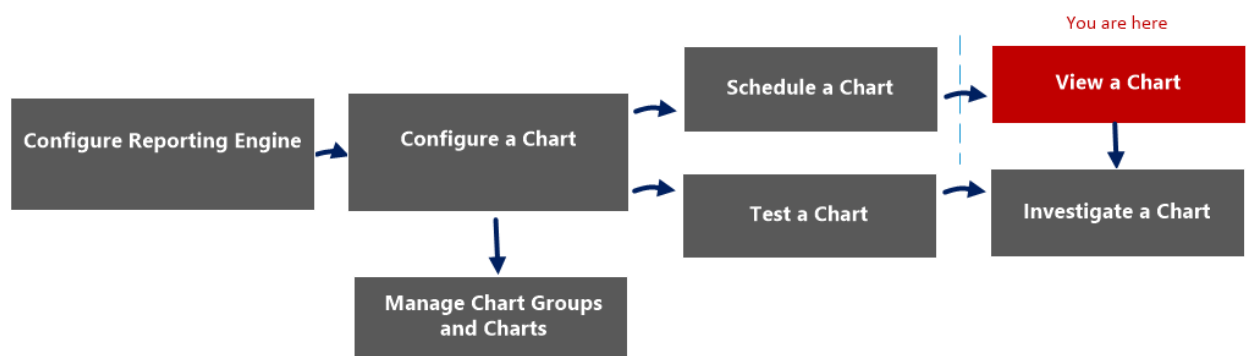 You are here
Schedule a Chart
View a Chart
Configure Reporting Engine
Configure a Chart
Test a Chart
Investigate a Chart
Manage Chart Groups
and Charts